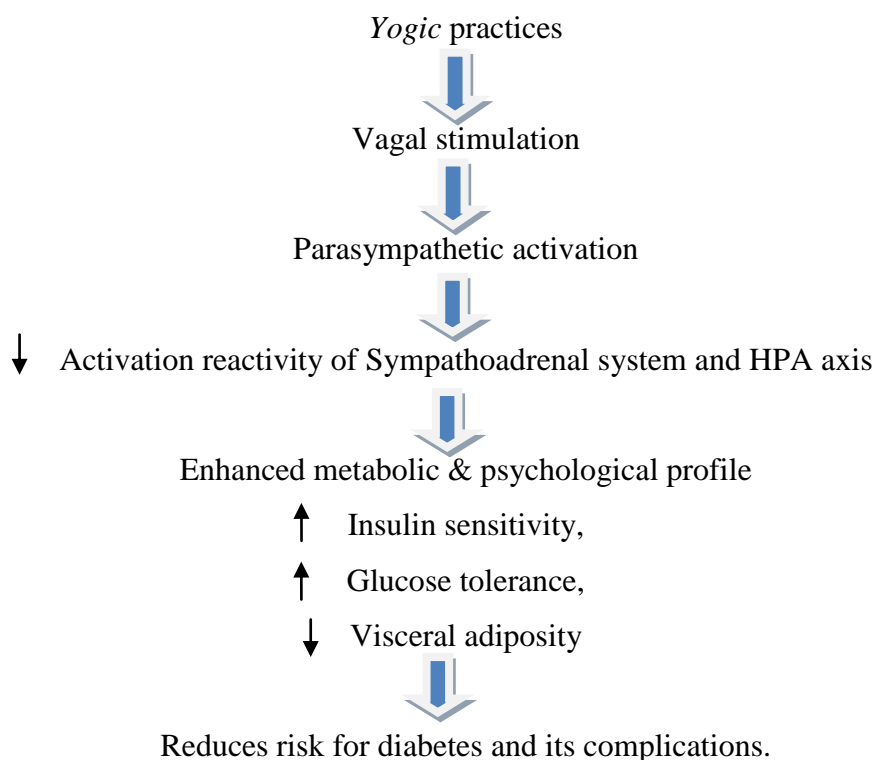 Yogic practices
Vagal stimulation
Parasympathetic activation
↓ Activation reactivity of Sympathoadrenal system and HPA axis
Enhanced metabolic & psychological profile
↑ Insulin sensitivity,
↑ Glucose tolerance,
↓ Visceral adiposity
Reduces risk for diabetes and its complications.